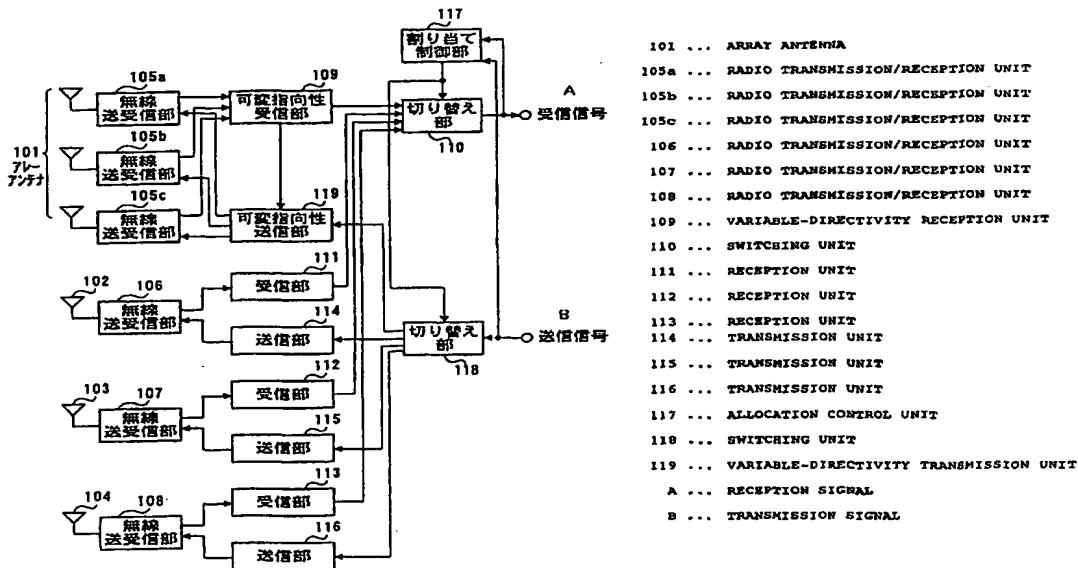 117
割り当て
制御部
105a
無線
送受信部
109
可変指向性
受信部
切り替え
部
110
A
受信信号
101
アレー
アンテナ
105b
無線
送受信部
105c
無線
送受信部
119
可変指向性
送信部
102
106
無線
送受信部
111
受信部
114
送信部
切り替え
部
118
B
送信信号
103
107
無線
送受信部
112
受信部
115
送信部
104
108
無線
送受信部
113
受信部
116
送信部
101 ... ARRAY ANTENNA
105a ... RADIO TRANSMISSION/RECEPTION UNIT
105b ... RADIO TRANSMISSION/RECEPTION UNIT
105c ... RADIO TRANSMISSION/RECEPTION UNIT
106 ... RADIO TRANSMISSION/RECEPTION UNIT
107 ... RADIO TRANSMISSION/RECEPTION UNIT
108 ... RADIO TRANSMISSION/RECEPTION UNIT
109 ... VARIABLE-DIRECTIVITY RECEPTION UNIT
110 ... SWITCHING UNIT
111 ... RECEPTION UNIT
112 ... RECEPTION UNIT
113 ... RECEPTION UNIT
114 ... TRANSMISSION UNIT
115 ... TRANSMISSION UNIT
116 ... TRANSMISSION UNIT
117 ... ALLOCATION CONTROL UNIT
118 ... SWITCHING UNIT
119 ... VARIABLE-DIRECTIVITY TRANSMISSION UNIT
A ... RECEPTION SIGNAL
B ... TRANSMISSION SIGNAL